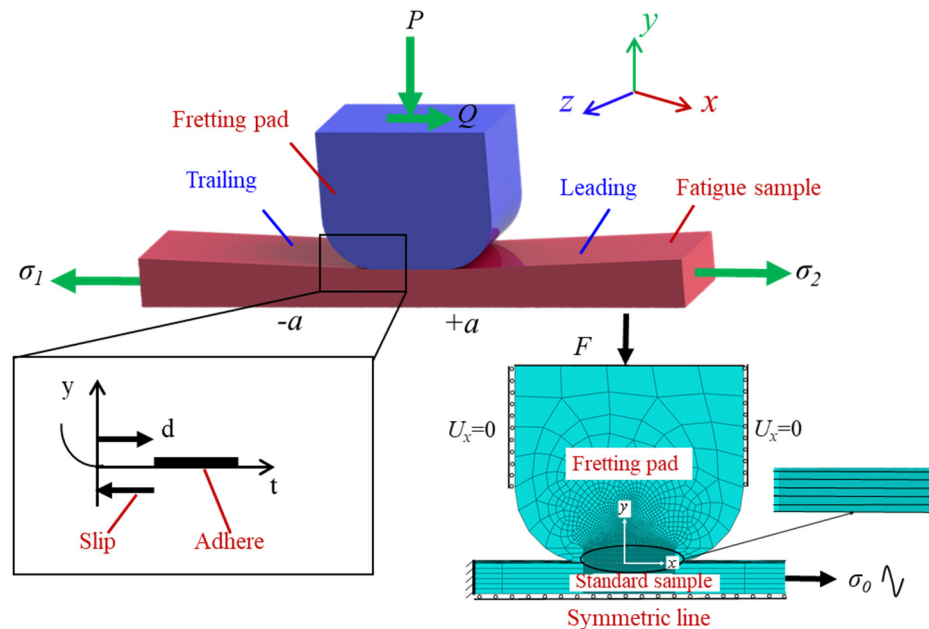 P
y
Q
z
x
Fretting pad
Trailing
Leading
Fatigue sample
σ1
σ2
-a
+a
F
y
d
t
Slip
Adhere
Ux=0
Ux=0
Fretting pad
y
x
Standard sample
σ0
Symmetric line